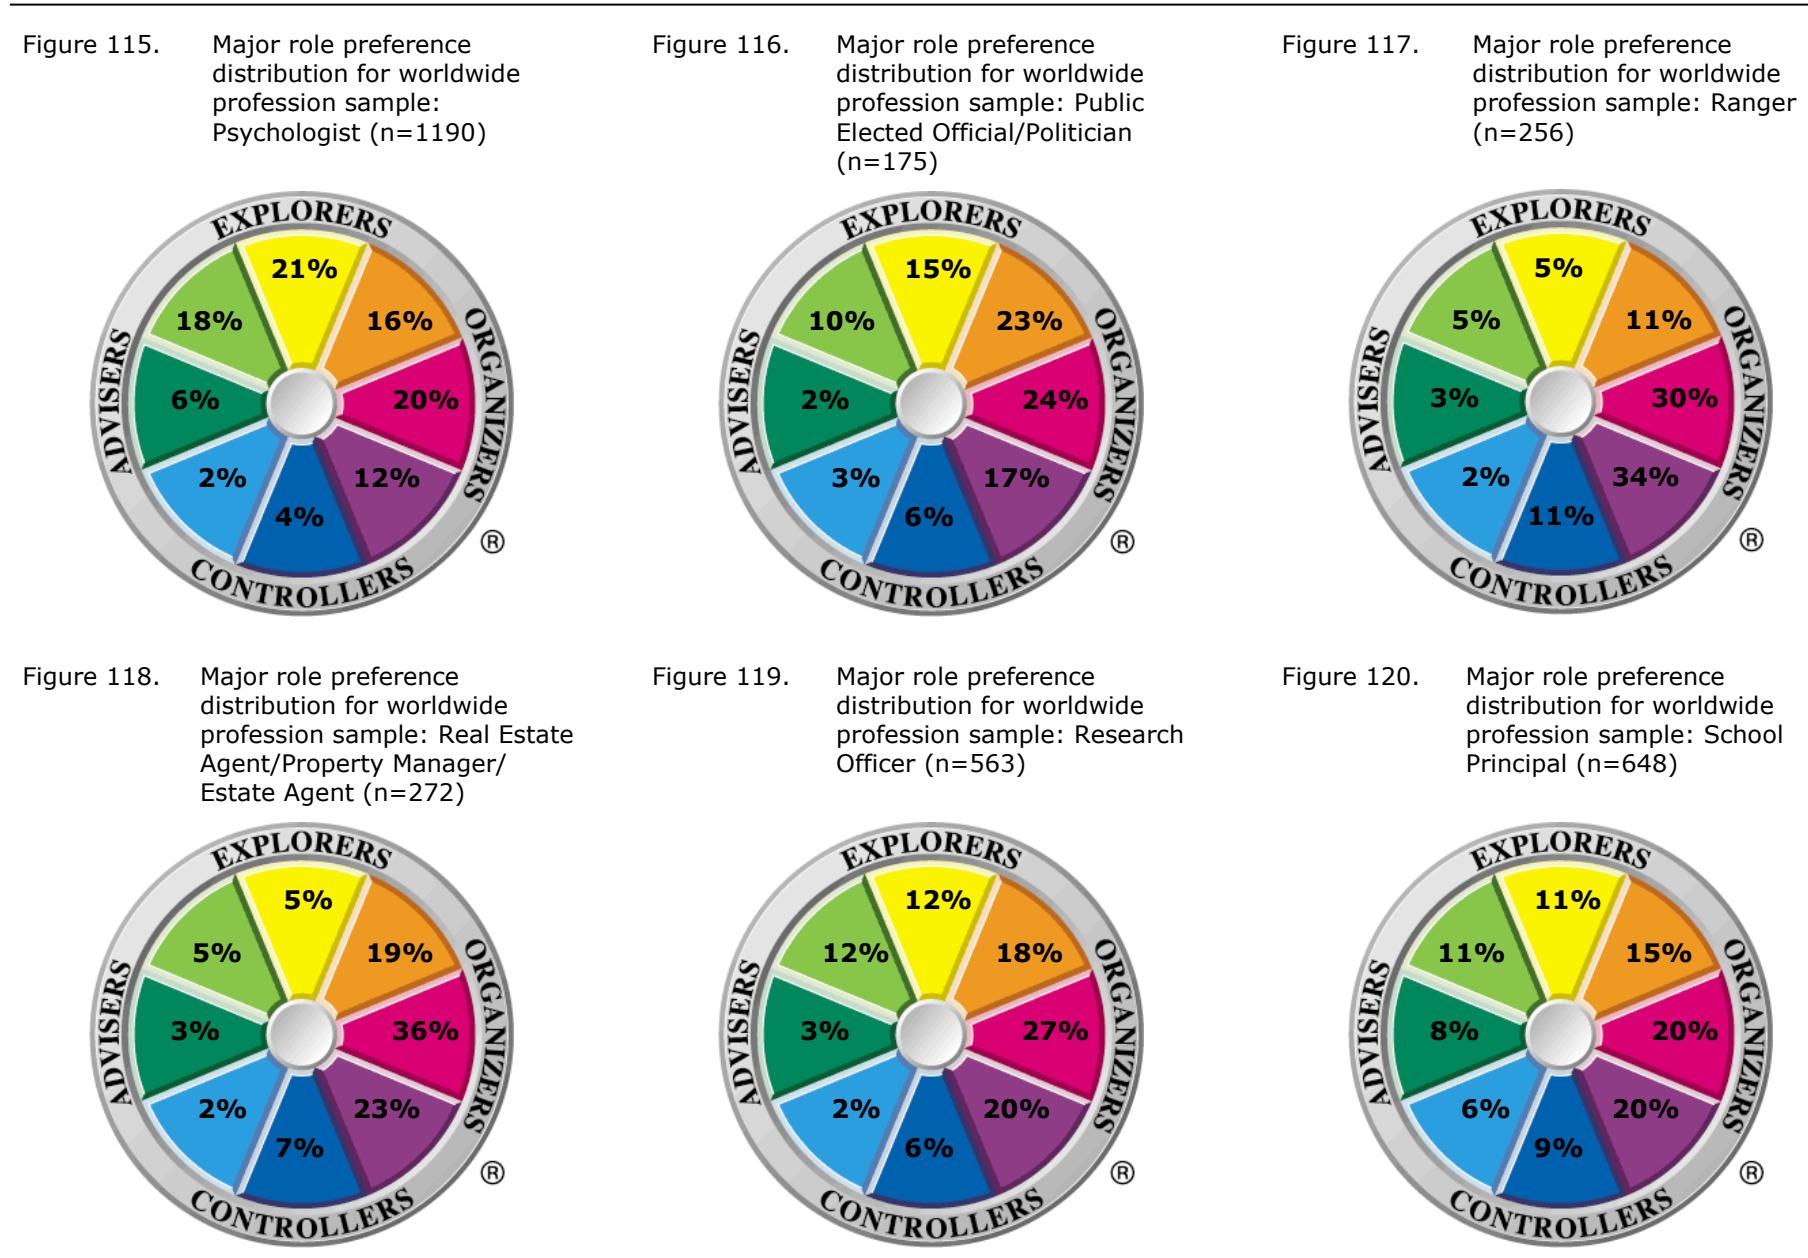 Figure 115.
Major role preference
distribution for worldwide
profession sample:
Psychologist (n=1190)
EXPLORERS
ORGANIZERS
CONTROLLERS
ADVISERS
21%
16%
20%
12%
4%
2%
6%
18%
®
Figure 116.
Major role preference
distribution for worldwide
profession sample: Public
Elected Official/Politician
(n=175)
EXPLORERS
ORGANIZERS
CONTROLLERS
ADVISERS
15%
23%
24%
17%
6%
3%
2%
10%
®
Figure 117.
Major role preference
distribution for worldwide
profession sample: Ranger
(n=256)
EXPLORERS
ORGANIZERS
CONTROLLERS
ADVISERS
5%
11%
30%
34%
11%
2%
3%
5%
®
Figure 118.
Major role preference
distribution for worldwide
profession sample: Real Estate
Agent/Property Manager/
Estate Agent (n=272)
EXPLORERS
ORGANIZERS
CONTROLLERS
ADVISERS
5%
19%
36%
23%
7%
2%
3%
5%
®
Figure 119.
Major role preference
distribution for worldwide
profession sample: Research
Officer (n=563)
EXPLORERS
ORGANIZERS
CONTROLLERS
ADVISERS
12%
18%
27%
20%
6%
2%
3%
12%
®
Figure 120.
Major role preference
distribution for worldwide
profession sample: School
Principal (n=648)
EXPLORERS
ORGANIZERS
CONTROLLERS
ADVISERS
11%
15%
20%
20%
9%
6%
8%
11%
®